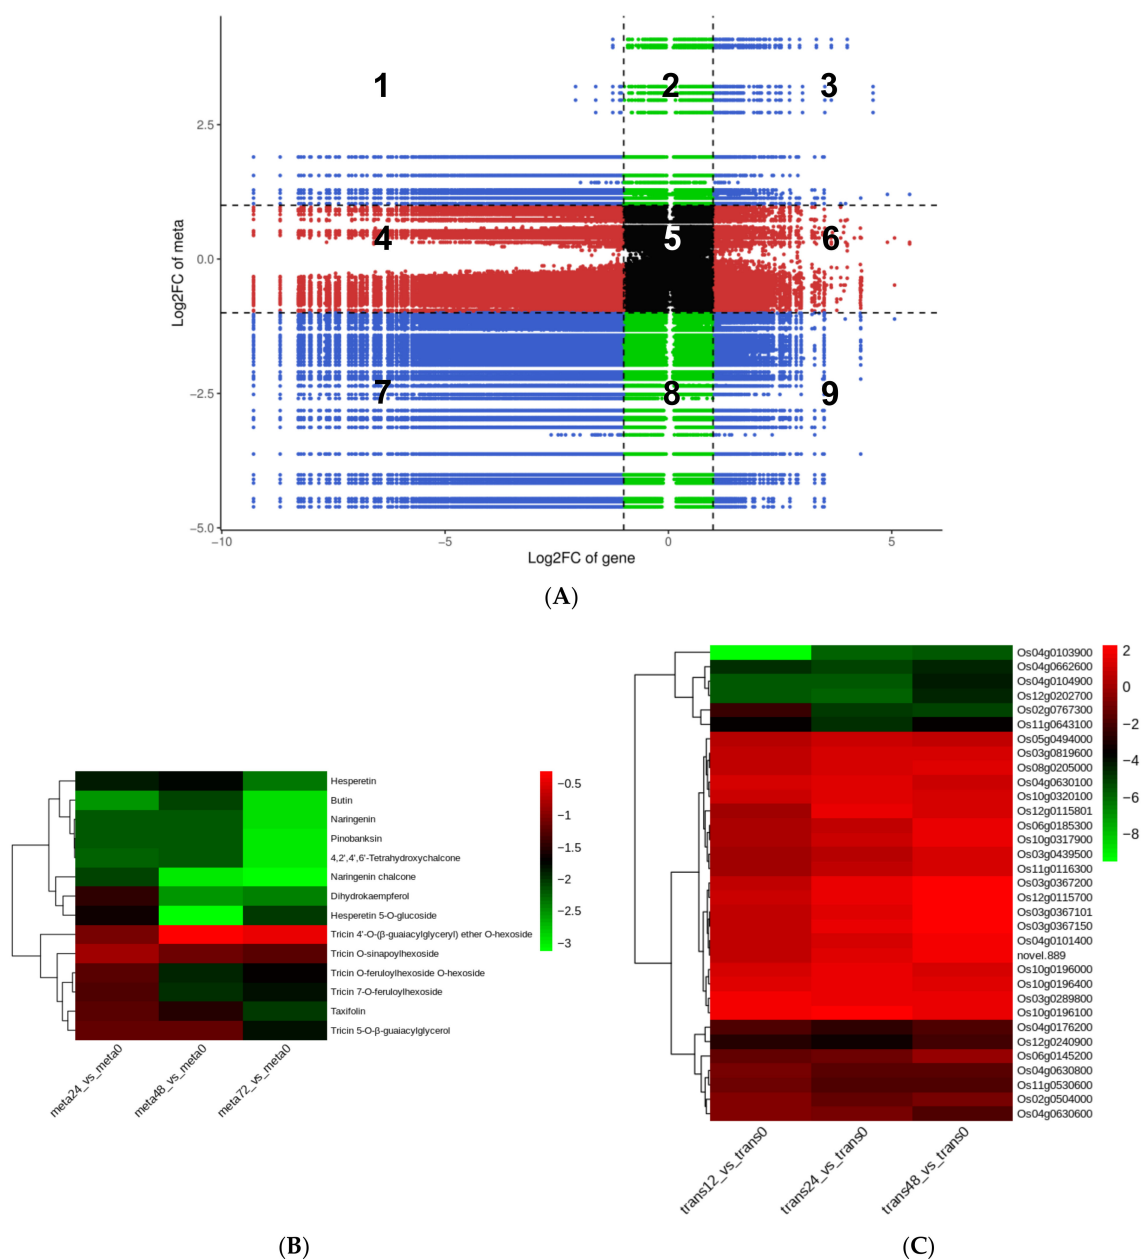 1
2
3
2.5
4
5
6
0.0
Log2FC of meta
7
8
9
−2.5
−5.0
−10
−5
0
5
Log2FC of gene
(A)
Hesperetin
Butin
Naringenin
Pinobanksin
4,2',4',6'-Tetrahydroxychalcone
Naringenin chalcone
Dihydrokaempferol
Hesperetin 5-O-glucoside
Tricin 4'-O-(β-guaiacylglyceryl) ether O-hexoside
Tricin O-sinapoylhexoside
Tricin O-feruloylhexoside O-hexoside
Tricin 7-O-feruloylhexoside
Taxifolin
Tricin 5-O-β-guaiacylglycerol
−0.5
−1
−1.5
−2
−2.5
−3
meta24_vs_meta0
meta48_vs_meta0
meta72_vs_meta0
(B)
Os04g0103900
Os04g0662600
Os04g0104900
Os12g0202700
Os02g0767300
Os11g0643100
Os05g0494000
Os03g0819600
Os08g0205000
Os04g0630100
Os10g0320100
Os12g0115801
Os06g0185300
Os10g0317900
Os03g0439500
Os11g0116300
Os03g0367200
Os12g0115700
Os03g0367101
Os03g0367150
Os04g0101400
novel.889
Os10g0196000
Os10g0196400
Os03g0289800
Os10g0196100
Os04g0176200
Os12g0240900
Os06g0145200
Os04g0630800
Os11g0530600
Os02g0504000
Os04g0630600
2
0
−2
−4
−6
−8
trans12_vs_trans0
trans24_vs_trans0
trans48_vs_trans0
(C)